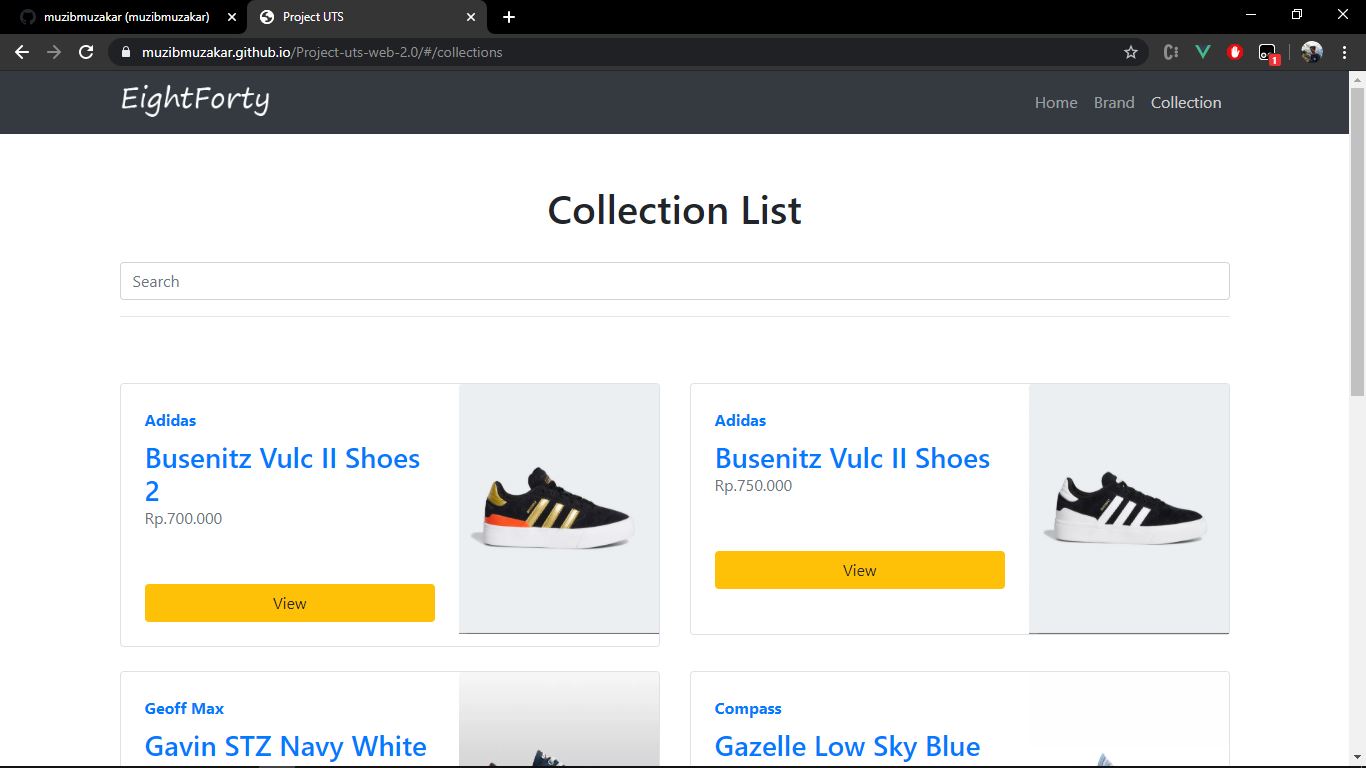 muzibmuzakar (muzibmuzakar)
Project UTS
muzibmuzakar.github.io/Project-uts-web-2.0/#/collections
1
EightForty
Home
Brand
Collection
Collection List
Search
Adidas
Busenitz Vulc II Shoes
2
Rp.700.000
View
Adidas
Busenitz Vulc II Shoes
Rp.750.000
View
Geoff Max
Gavin STZ Navy White
Compass
Gazelle Low Sky Blue